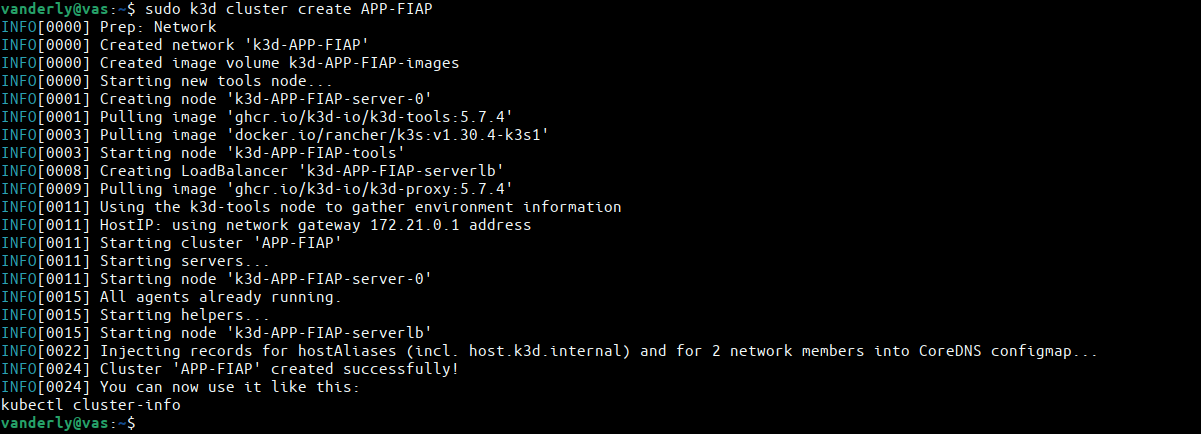 vanderly@vas:~$ sudo k3d cluster create APP-FIAP
INFO[0000] Prep: Network
INFO[0000] Created network 'k3d-APP-FIAP'
INFO[0000] Created image volume k3d-APP-FIAP-images
INFO[0000] Starting new tools node...
INFO[0001] Creating node 'k3d-APP-FIAP-server-0'
INFO[0001] Pulling image 'ghcr.io/k3d-io/k3d-tools:5.7.4'
INFO[0003] Pulling image 'docker.io/rancher/k3s:v1.30.4-k3s1'
INFO[0003] Starting node 'k3d-APP-FIAP-tools'
INFO[0008] Creating LoadBalancer 'k3d-APP-FIAP-serverlb'
INFO[0009] Pulling image 'ghcr.io/k3d-io/k3d-proxy:5.7.4'
INFO[0011] Using the k3d-tools node to gather environment information
INFO[0011] HostIP: using network gateway 172.21.0.1 address
INFO[0011] Starting cluster 'APP-FIAP'
INFO[0011] Starting servers...
INFO[0011] Starting node 'k3d-APP-FIAP-server-0'
INFO[0015] All agents already running.
INFO[0015] Starting helpers...
INFO[0015] Starting node 'k3d-APP-FIAP-serverlb'
INFO[0022] Injecting records for hostAliases (incl. host.k3d.internal) and for 2 network members into CoreDNS configmap...
INFO[0024] Cluster 'APP-FIAP' created successfully!
INFO[0024] You can now use it like this:
kubectl cluster-info
vanderly@vas:~$